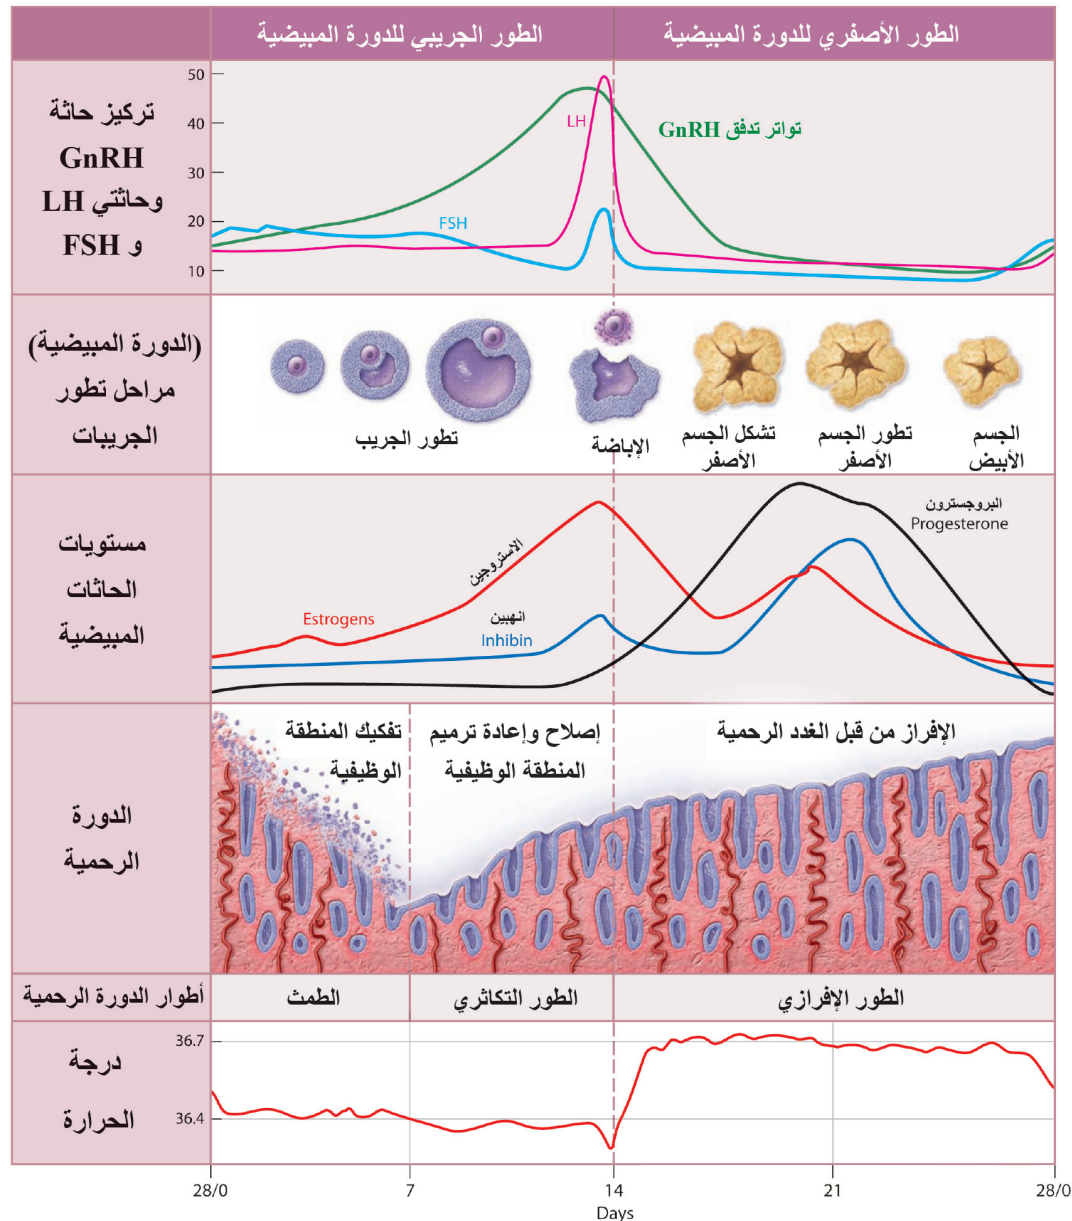 الطور الجريبي للدورة المبيضية
الطور الأصفري للدورة المبيضية
تركيز حاثة
GnRH
وحاثتي LH
و FSH
50
40
30
20
10
LH
تواتر تدفق GnRH
FSH
(الدورة المبيضية)
مراحل تطور
الجريبات
تطور الجريب
الإباضة
تشكل الجسم
الأصفر
تطور الجسم
الأصفر
الجسم
الأبيض
مستويات
الحاثات
المبيضية
الاستروجين
Estrogens
انهبين
Inhibin
البروجسترون
Progesterone
الدورة
الرحمية
تفكيك المنطقة
الوظيفية
إصلاح وإعادة ترميم
المنطقة الوظيفية
الإفراز من قبل الغدد الرحمية
أطوار الدورة الرحمية
الطمث
الطور التكاثري
الطور الإفرازي
درجة
الحرارة
36.7
36.4
28/0
7
14
21
28/0
Days